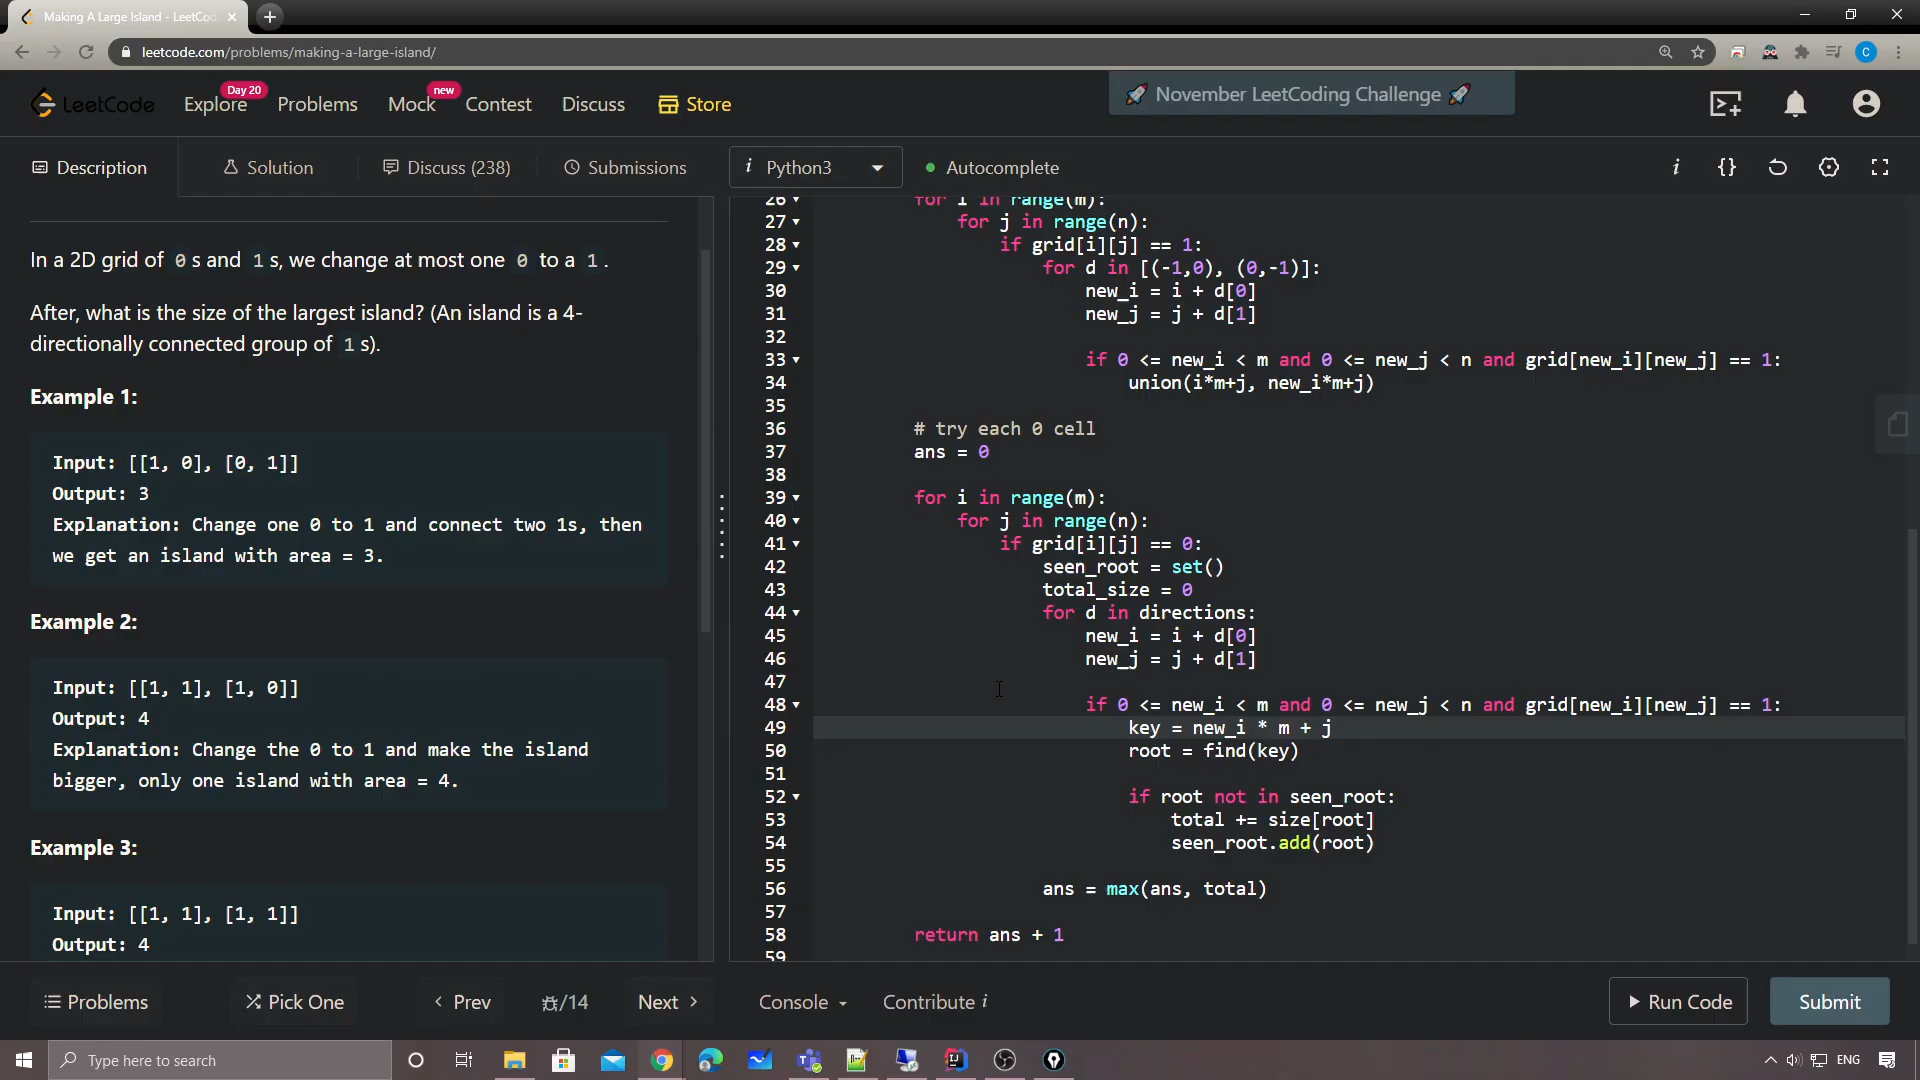 Making A Large Island - LeetCod
leetcode.com/problems/making-a-large-island/
C
LeetCode
Explore
Day 20
Problems
Mock
new
Contest
Discuss
Store
🚀 November LeetCoding Challenge 🚀
Description
Solution
Discuss (238)
Submissions
i Python3
Autocomplete
i
{}
In a 2D grid of 0s and 1s, we change at most one 0 to a 1.
After, what is the size of the largest island? (An island is a 4-
directionally connected group of 1s).
Example 1:
Input: [[1, 0], [0, 1]]
Output: 3
Explanation: Change one 0 to 1 and connect two 1s, then
we get an island with area = 3.
Example 2:
Input: [[1, 1], [1, 0]]
Output: 4
Explanation: Change the 0 to 1 and make the island
bigger, only one island with area = 4.
Example 3:
Input: [[1, 1], [1, 1]]
Output: 4
26 for i in range(m):
27 for j in range(n):
28 if grid[i][j] == 1:
29 for d in [(-1,0), (0,-1)]:
30 new_i = i + d[0]
31 new_j = j + d[1]
32
33 if 0 <= new_i < m and 0 <= new_j < n and grid[new_i][new_j] == 1:
34 union(i*m+j, new_i*m+j)
35
36 # try each 0 cell
37 ans = 0
38
39 for i in range(m):
40 for j in range(n):
41 if grid[i][j] == 0:
42 seen_root = set()
43 total_size = 0
44 for d in directions:
45 new_i = i + d[0]
46 new_j = j + d[1]
47
48 if 0 <= new_i < m and 0 <= new_j < n and grid[new_i][new_j] == 1:
49 key = new_i * m + j
50 root = find(key)
51
52 if root not in seen_root:
53 total += size[root]
54 seen_root.add(root)
55
56 ans = max(ans, total)
57
58 return ans + 1
59
Problems
Pick One
Prev
/14
Next
Console
Contribute i
Run Code
Submit
Type here to search
ENG